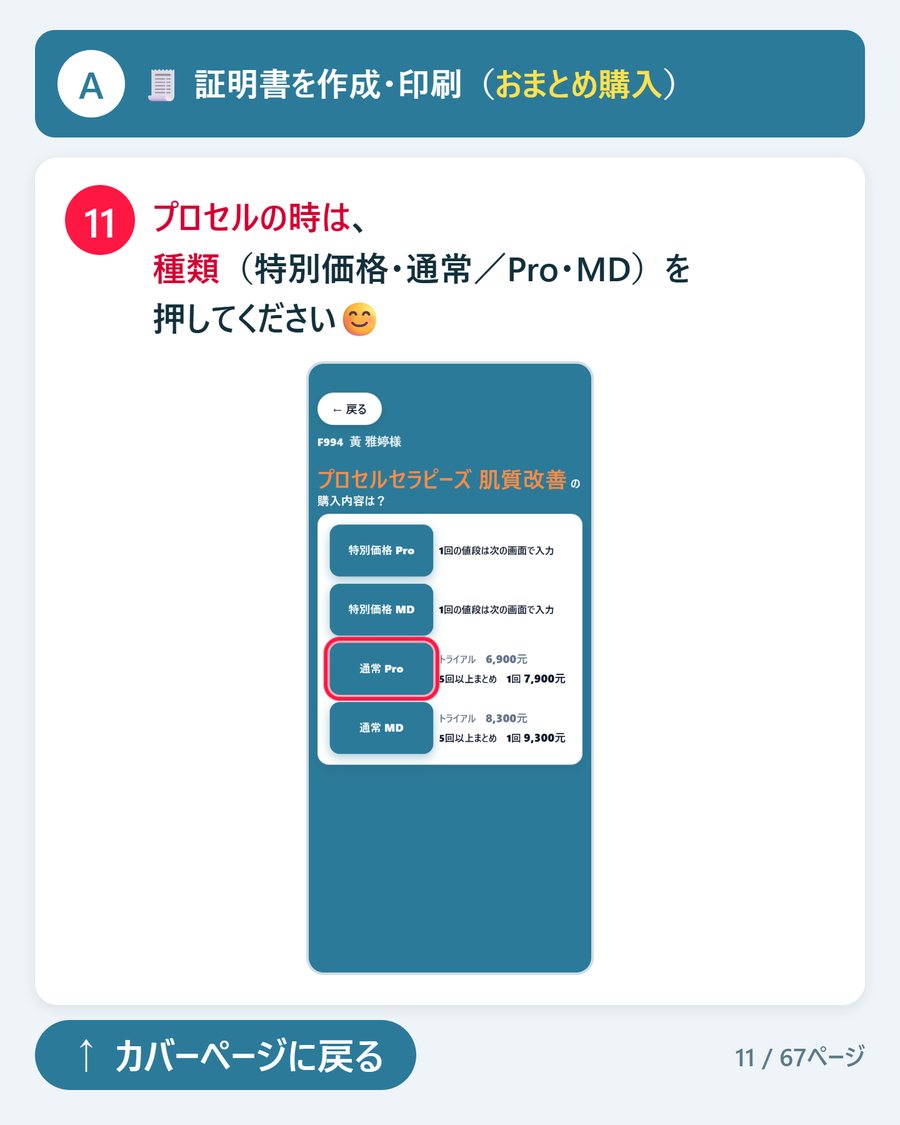 A 🧾 証明書を作成・印刷（おまとめ購入）
11 プロセルの時は、
種類（特別価格・通常／Pro・MD）を
押してください😊
← 戻る
F994 黃 雅婷様
プロセルセラピーズ 肌質改善 の
購入内容は？
特別価格 Pro 1回の値段は次の画面で入力
特別価格 MD 1回の値段は次の画面で入力
通常 Pro
トライアル 6,900元
5回以上まとめ 1回 7,900元
通常 MD
トライアル 8,300元
5回以上まとめ 1回 9,300元
↑ カバーページに戻る
11 / 67ページ